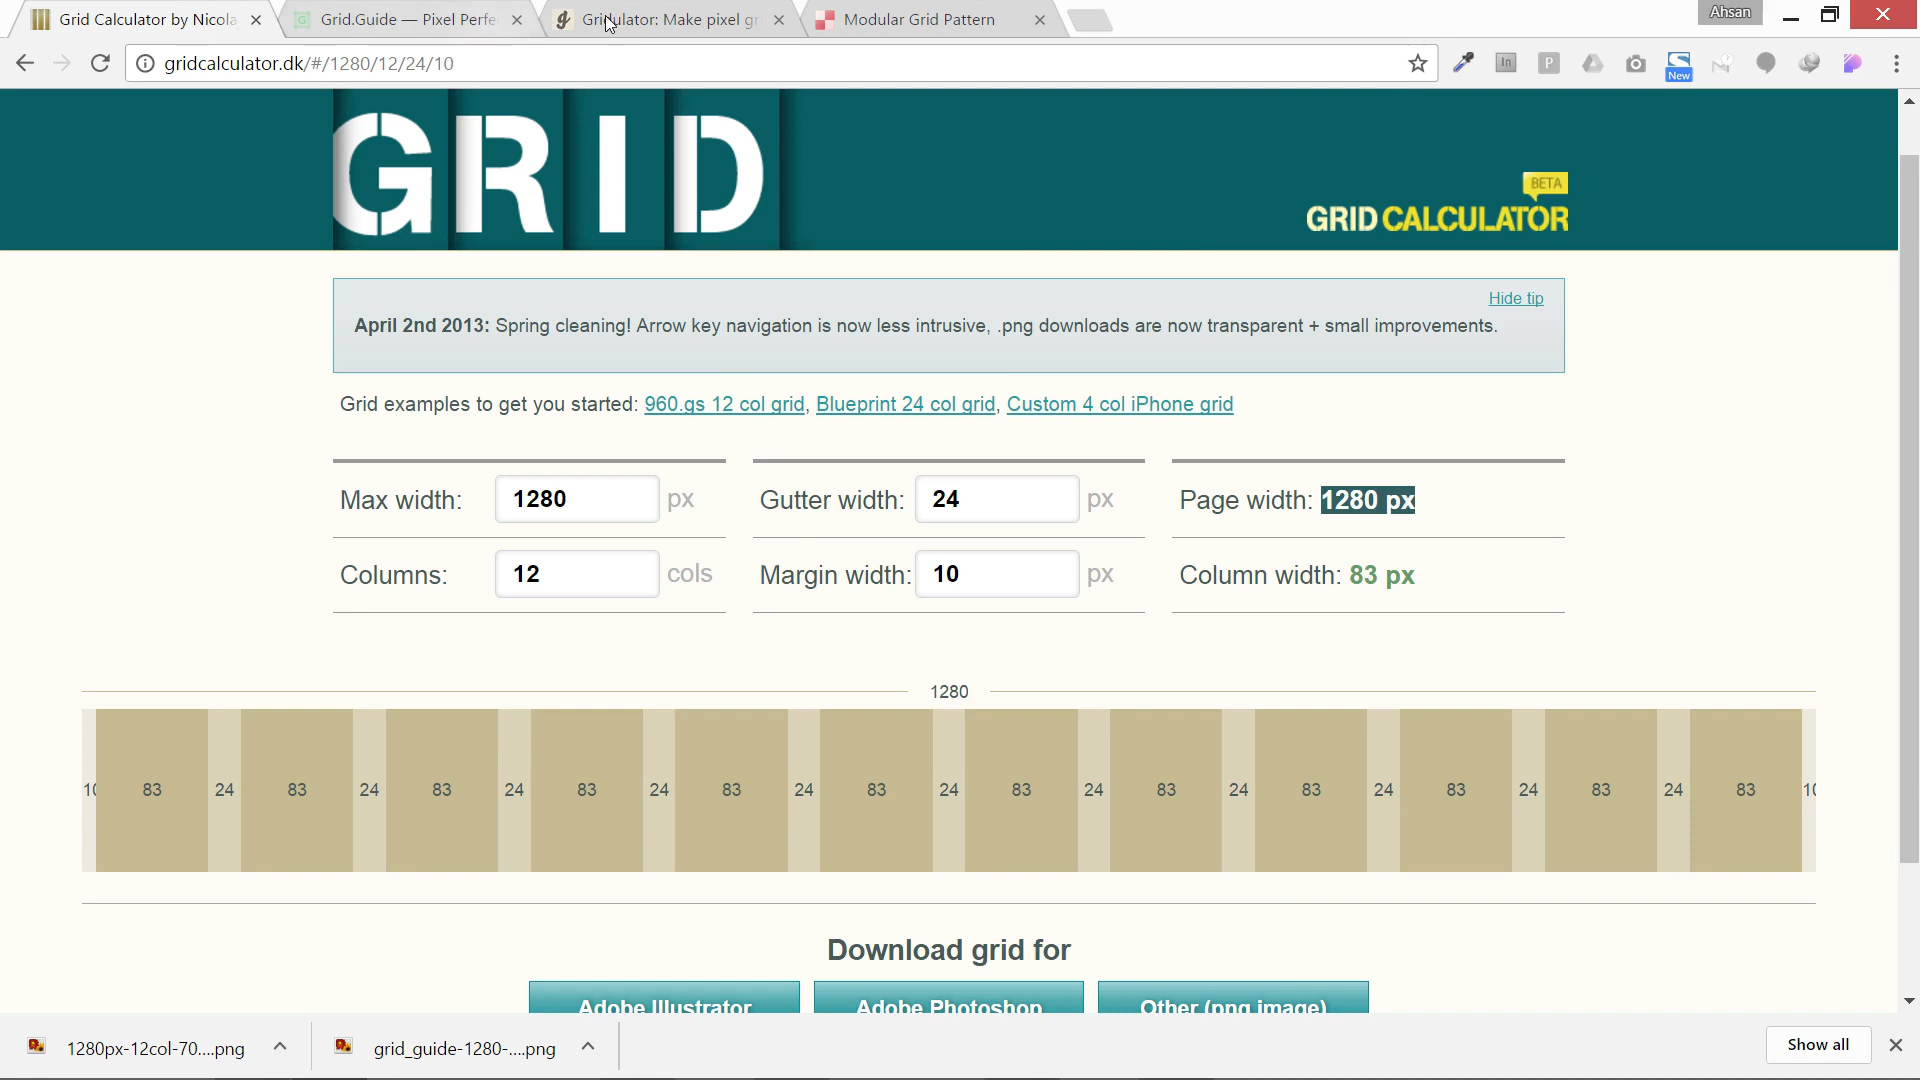 Grid Calculator by Nicola
Grid.Guide — Pixel Perfe
Gridulator: Make pixel gr
Modular Grid Pattern
Ahsan
gridcalculator.dk/#/1280/12/24/10
In
P
New
GRID
BETA
GRIDCALCULATOR
Hide tip
April 2nd 2013: Spring cleaning! Arrow key navigation is now less intrusive, .png downloads are now transparent + small improvements.
Grid examples to get you started: 960.gs 12 col grid, Blueprint 24 col grid, Custom 4 col iPhone grid
Max width: 1280 px
Gutter width: 24 px
Page width: 1280 px
Columns: 12 cols
Margin width: 10 px
Column width: 83 px
1280
10 83 24 83 24 83 24 83 24 83 24 83 24 83 24 83 24 83 24 83 24 83 24 83 10
Download grid for
Adobe Illustrator
Adobe Photoshop
Other (png image)
1280px-12col-70....png
grid_guide-1280-....png
Show all